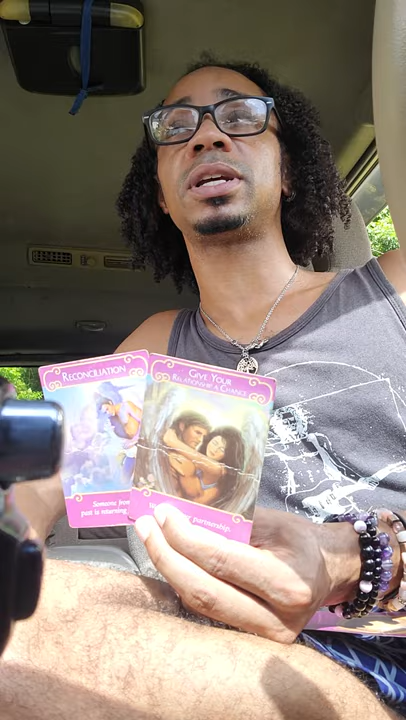 RECONCILIATION
Someone from
past is returning
GIVE YOUR
RELATIONSHIP A CHANCE
partnership.